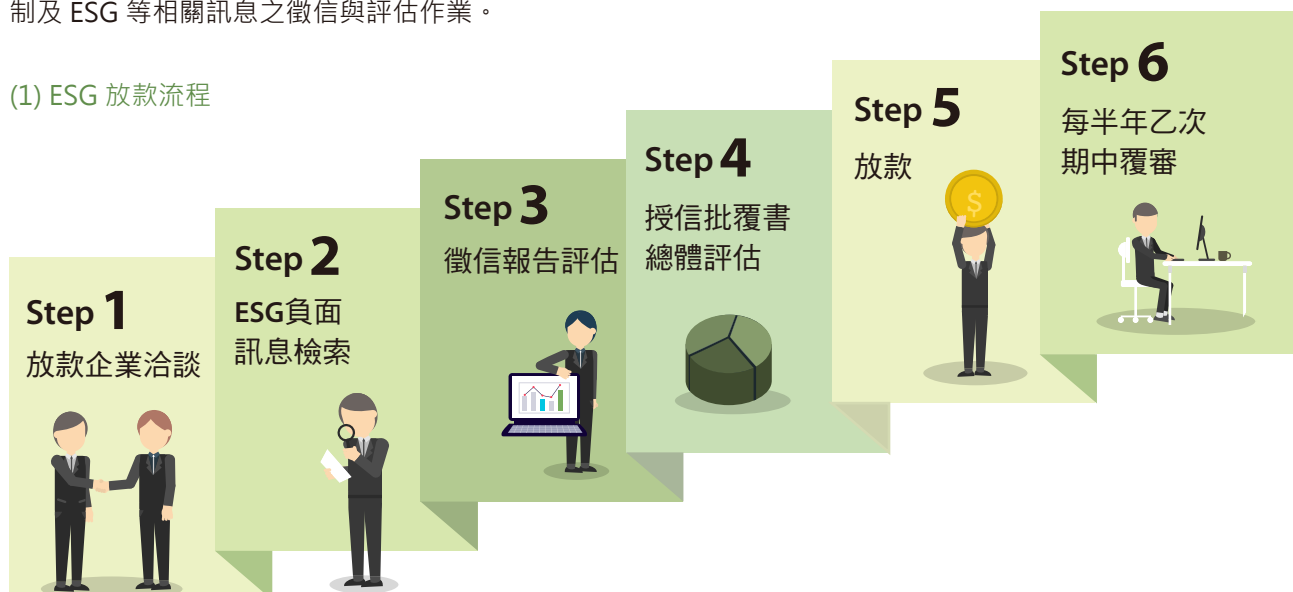 制及 ESG 等相關訊息之徵信與評估作業。
(1) ESG 放款流程
Step 1
放款企業洽談
Step 2
ESG負面
訊息檢索
Step 3
徵信報告評估
Step 4
授信批覆書
總體評估
Step 5
放款
$
Step 6
每半年乙次
期中覆審